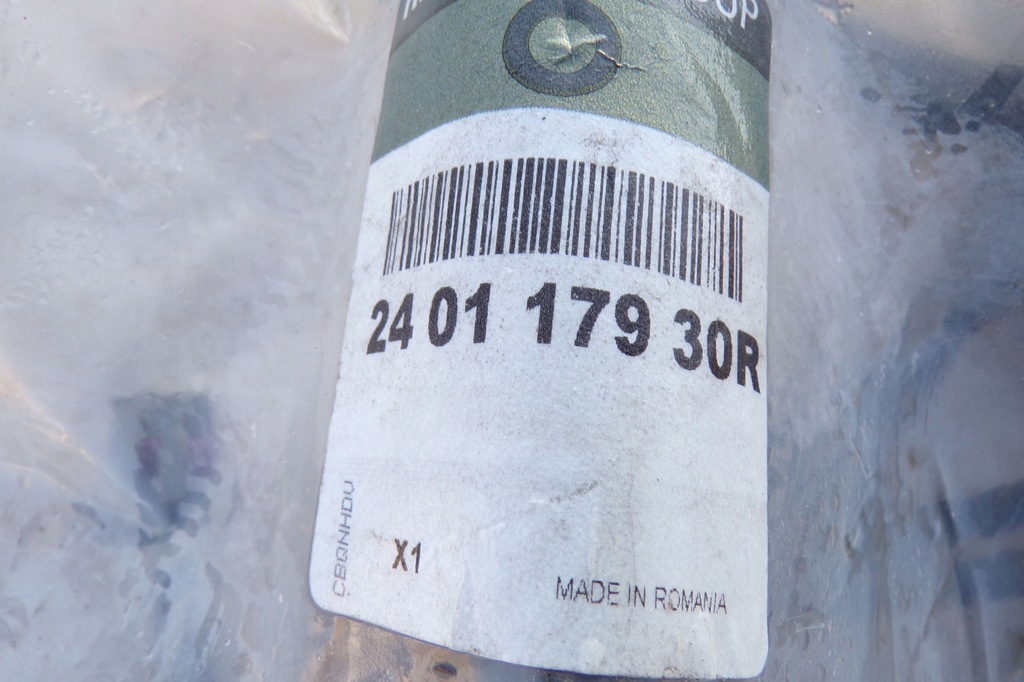 24 01 179 30R
CBQNHDU
X1
MADE IN ROMANIA